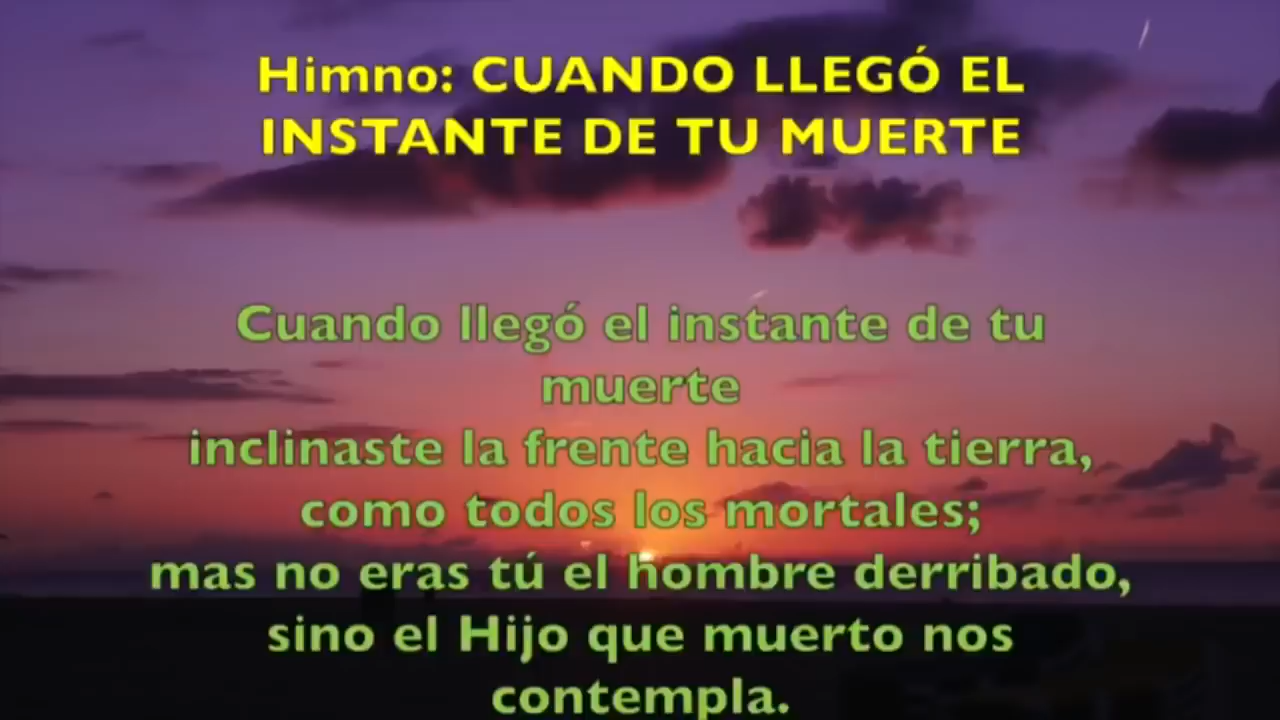 Himno: CUANDO LLEGÓ EL
INSTANTE DE TU MUERTE
Cuando llegó el instante de tu
muerte
inclinaste la frente hacia la tierra,
como todos los mortales;
mas no eras tú el hombre derribado,
sino el Hijo que muerto nos
contempla.